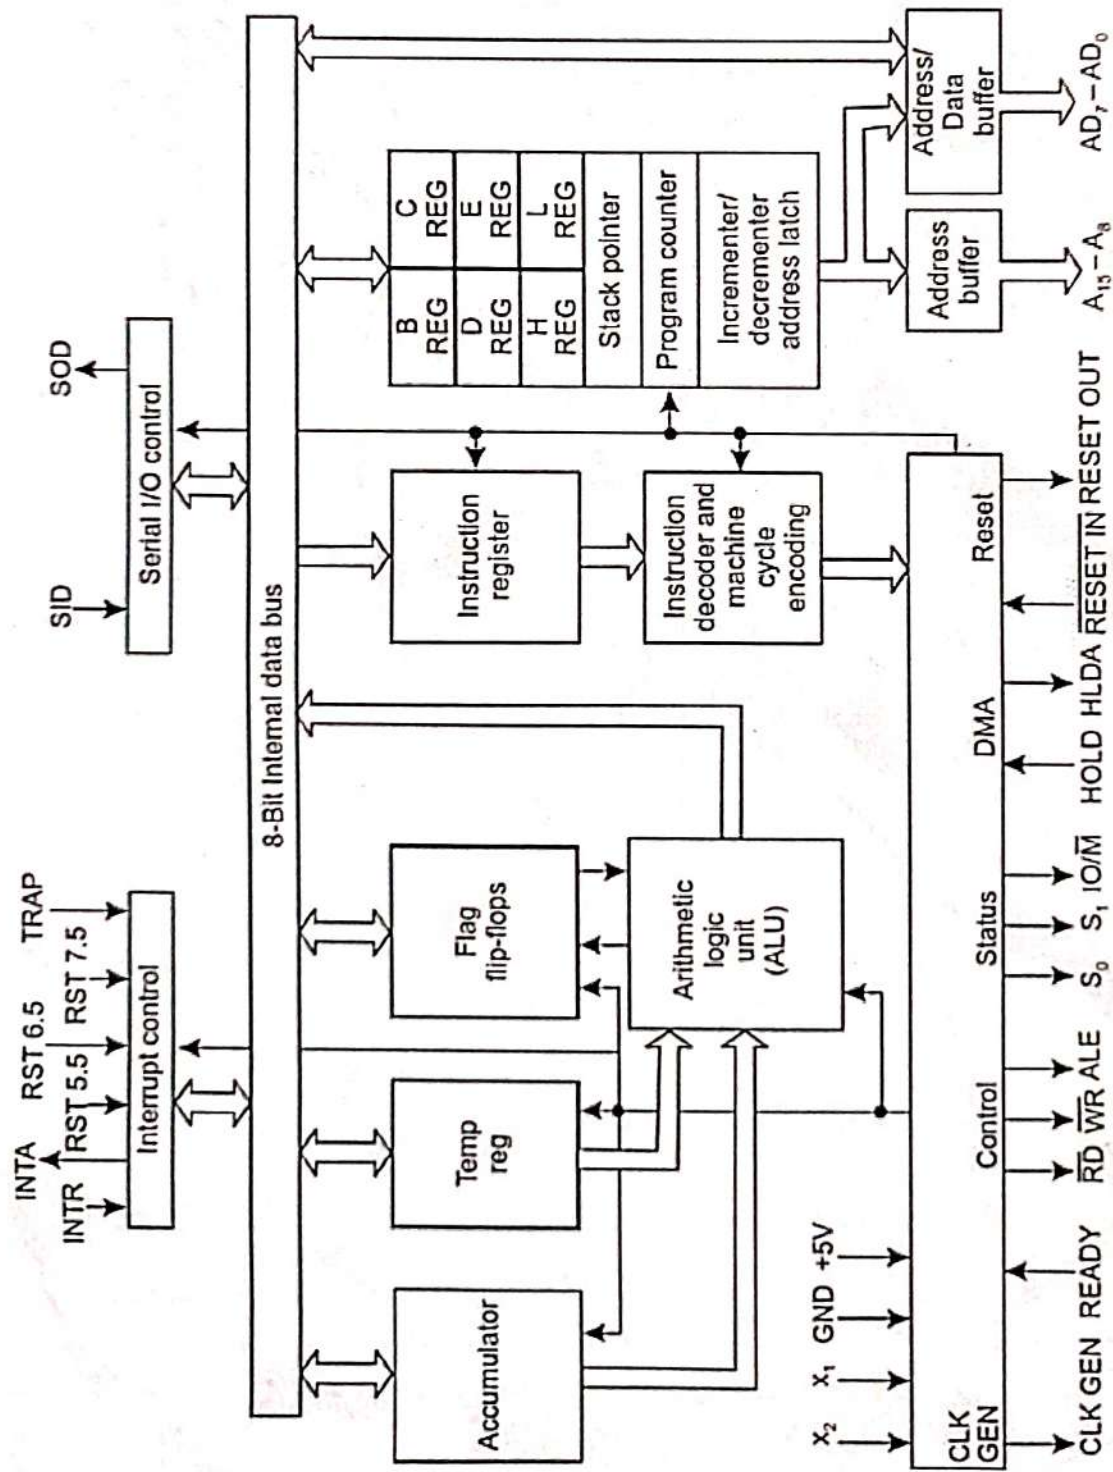 INTA
RST 6.5
TRAP
INTR
RST 5.5
RST 7.5
Interrupt control
SID
SOD
Serial I/O control
8-Bit Internal data bus
Accumulator
Temp
reg
Flag
flip-flops
Arithmetic
logic
unit
(ALU)
Instruction
register
Instruction
decoder and
machine
cycle
encoding
B
REG
C
REG
D
REG
E
REG
H
REG
L
REG
Stack pointer
Program counter
Incrementer/
decrementer
address latch
X₂
X₁
GND
+5V
CLK
GEN
Control
Status
DMA
Reset
Address
buffer
Address/
Data
buffer
CLK GEN
READY
R̅D̅
W̅R̅
ALE
S₀
S₁
IO/M̅
HOLD
HLDA
R̅E̅S̅E̅T̅ I̅N̅
RESET OUT
A₁₅–A₈
AD₇–AD₀